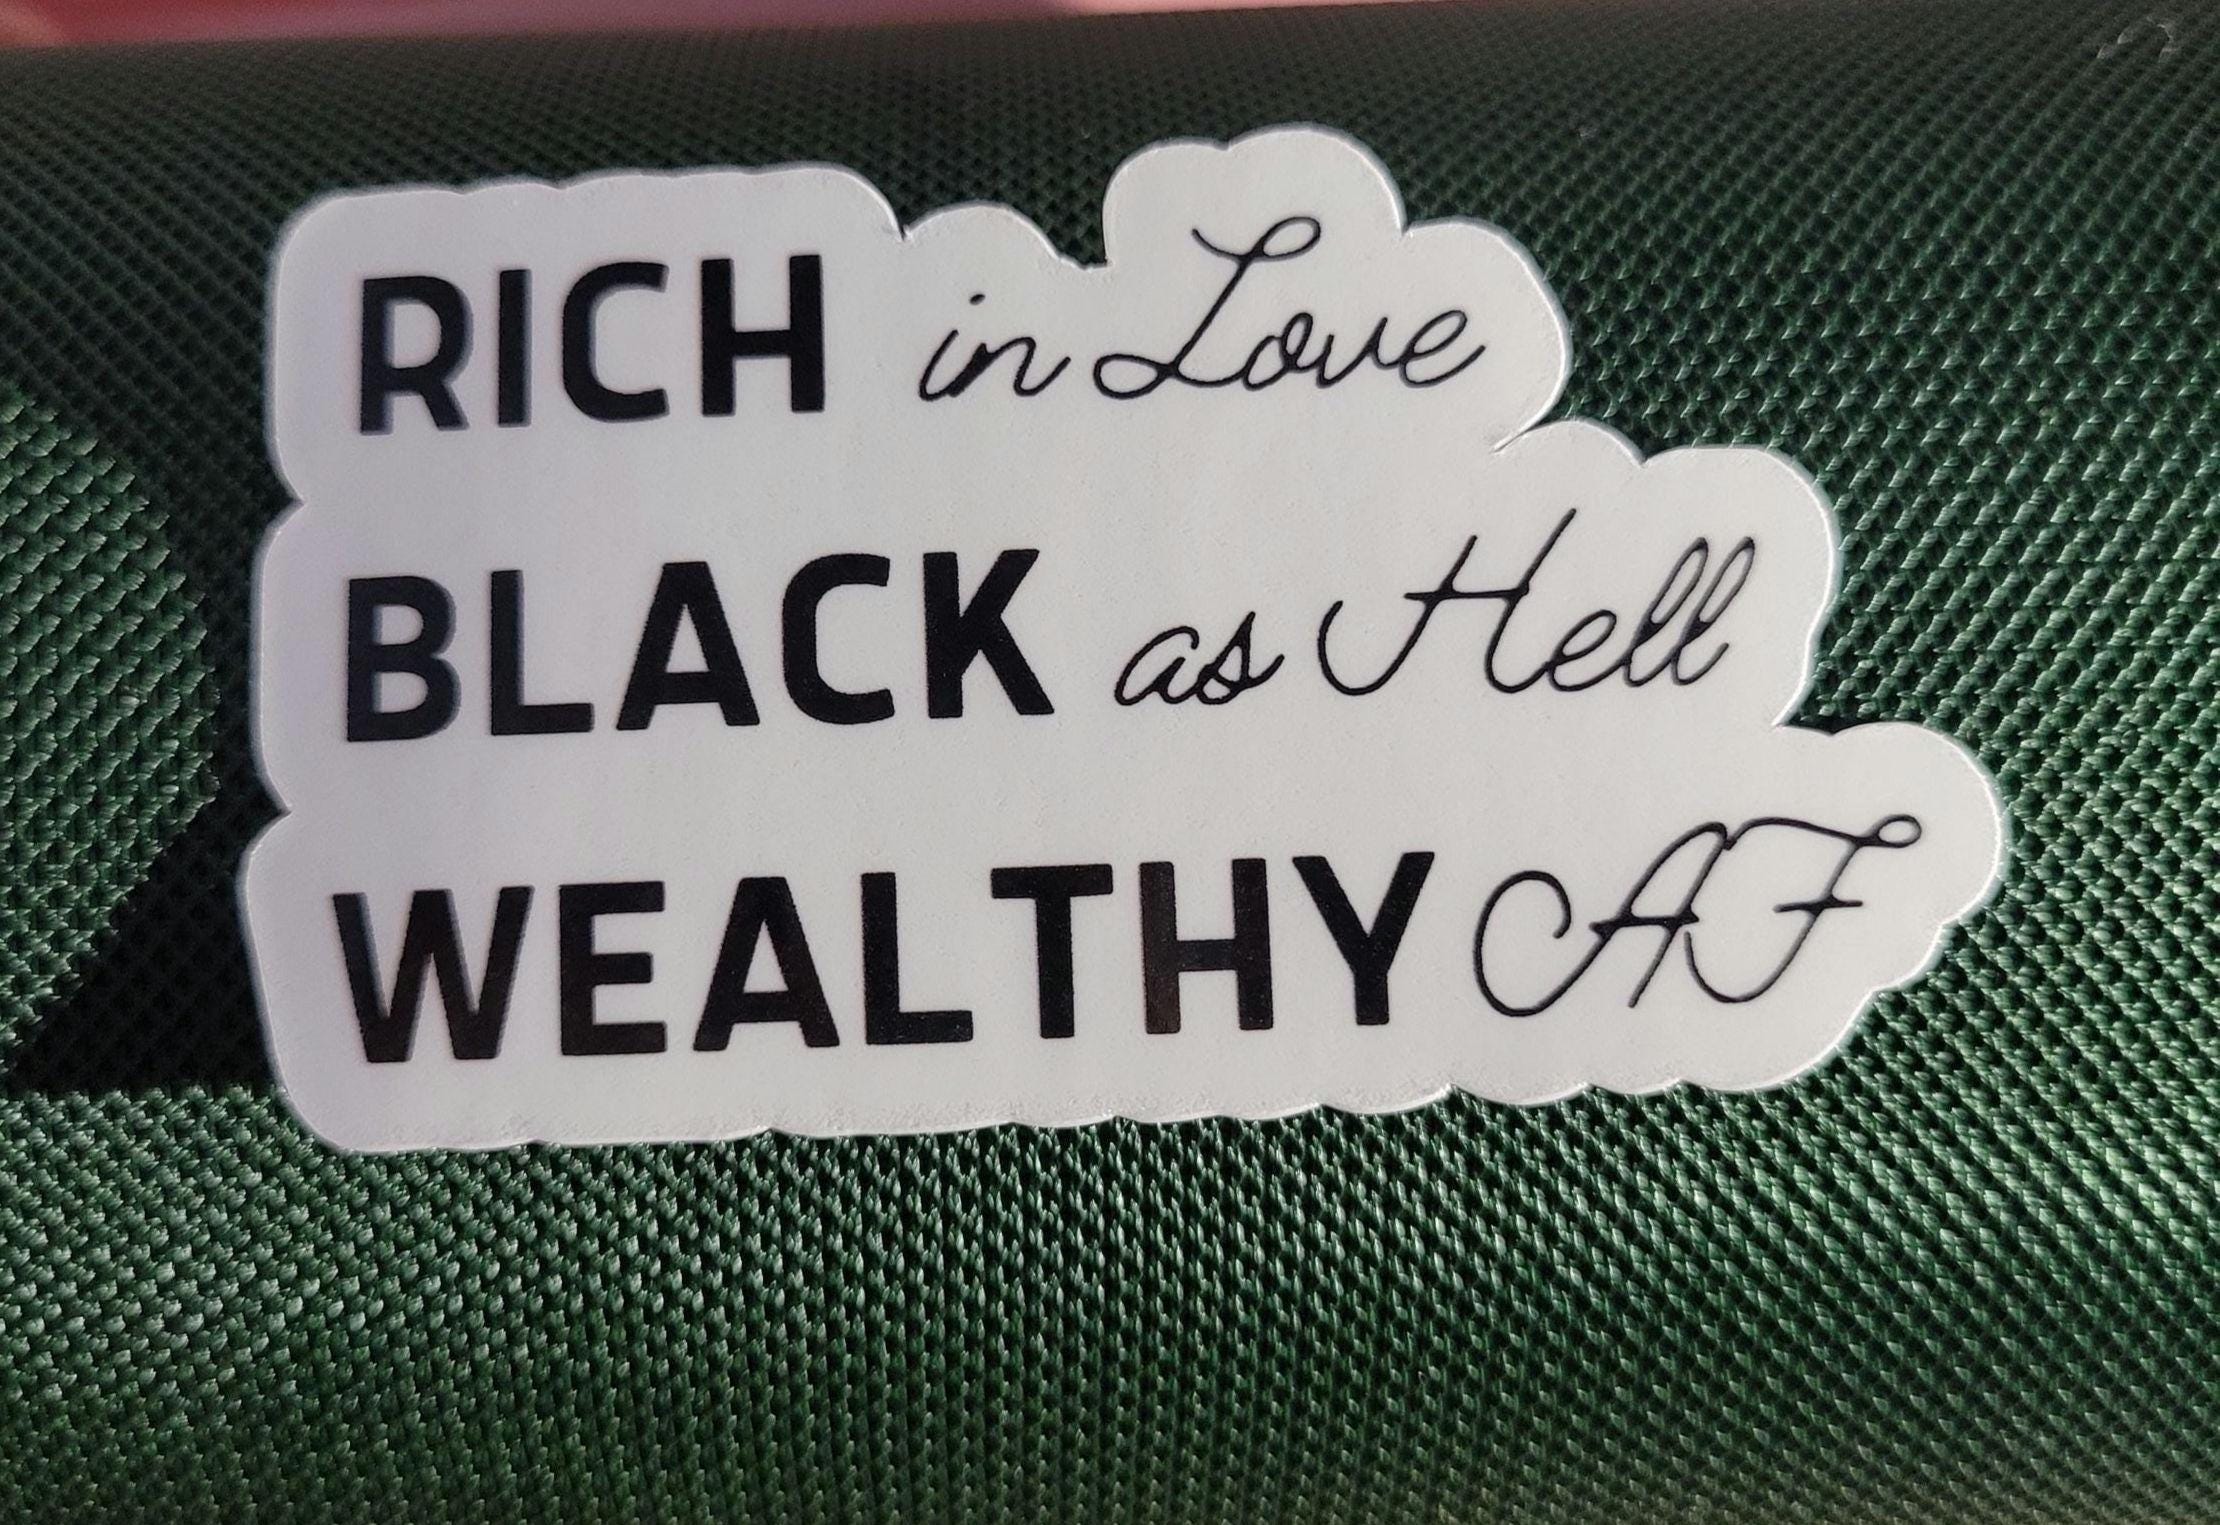 RICH in Love
BLACK as Hell
WEALTHY AF